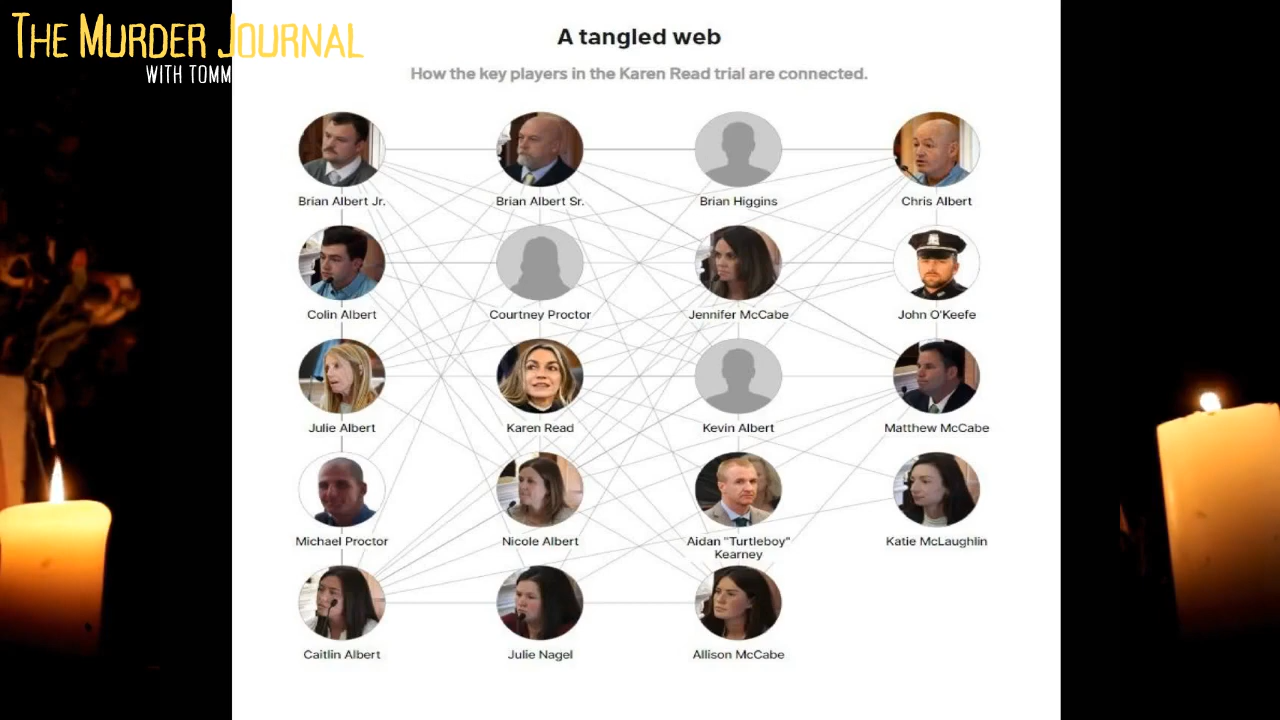 THE MURDER JOURNAL
WITH TOMM
A tangled web
How the key players in the Karen Read trial are connected.
Brian Albert Jr.
Brian Albert Sr.
Brian Higgins
Chris Albert
Colin Albert
Courtney Proctor
Jennifer McCabe
John O'Keefe
Julie Albert
Karen Read
Kevin Albert
Matthew McCabe
Michael Proctor
Nicole Albert
Aidan "Turtleboy"
Kearney
Katie McLaughlin
Caitlin Albert
Julie Nagel
Allison McCabe